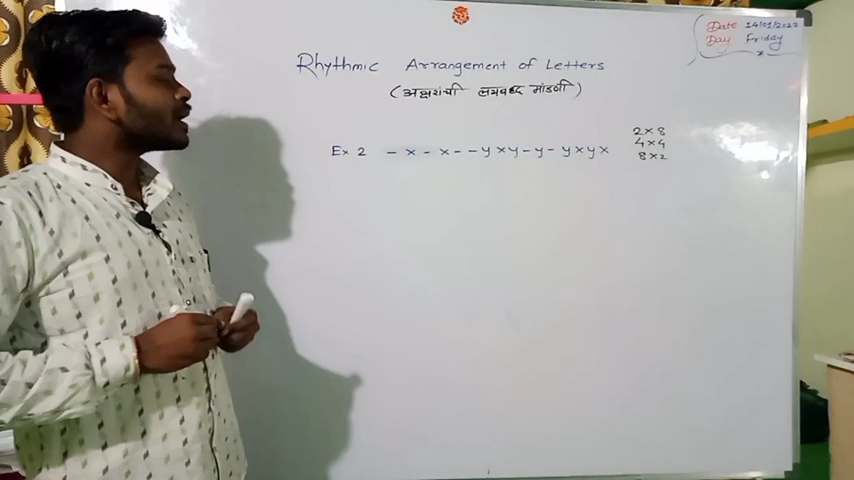 Date 14/01/2022
Day Friday
Rhythmic Arrangement of Letters
(अक्षरांची लयबद्ध मांडणी)
Ex 2 – x – x – – y x y – y – y x y x
2 x 8
4 x 4
8 x 2